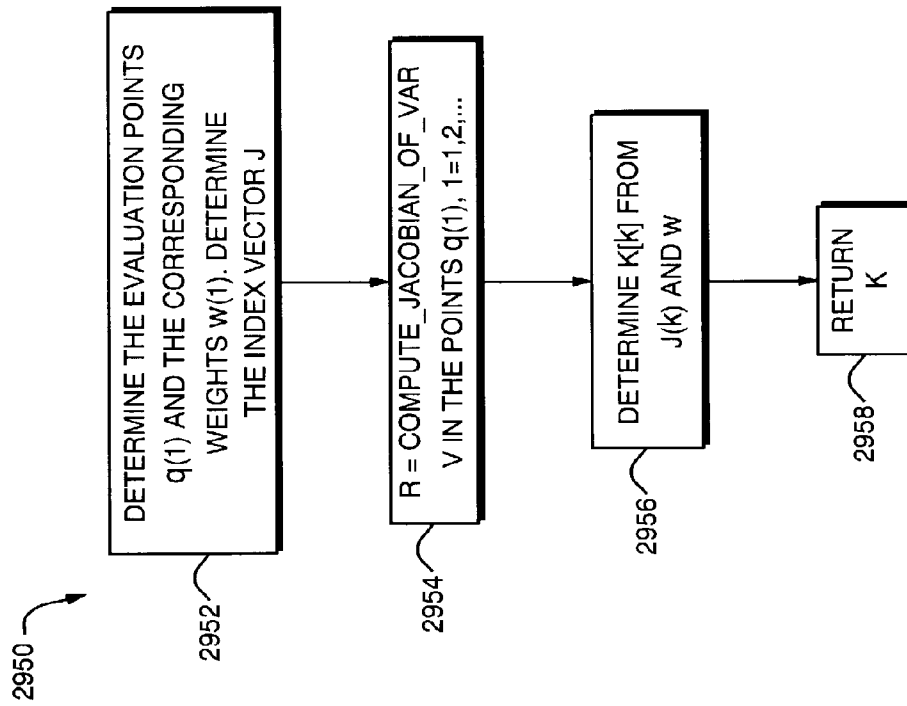 2950
DETERMINE THE EVALUATION POINTS
q(1) AND THE CORRESPONDING
WEIGHTS w(1). DETERMINE
THE INDEX VECTOR J
2952
R = COMPUTE_JACOBIAN_OF_VAR
V IN THE POINTS q(1), 1=1,2,...
2954
DETERMINE K[k] FROM
J(k) AND W
2956
RETURN
K
2958